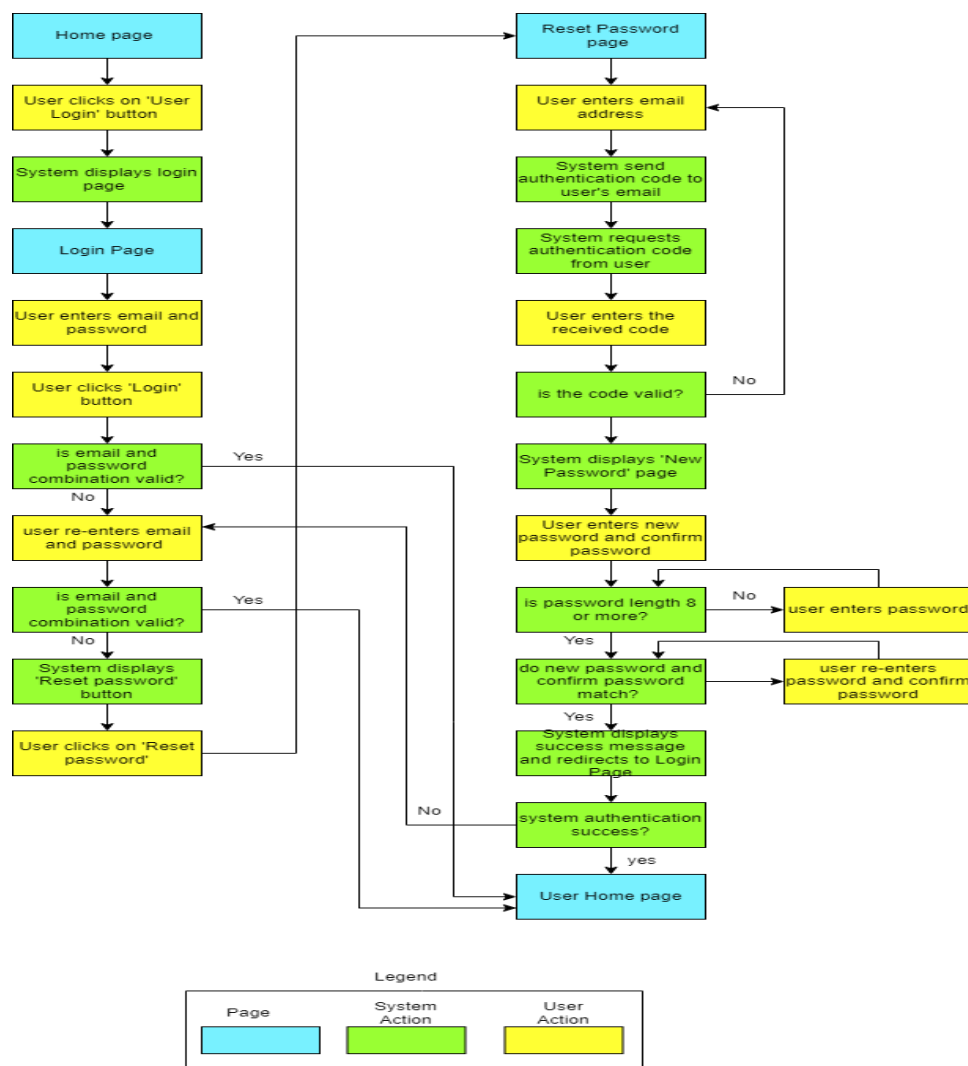 Home page
User clicks on 'User
Login' button
System displays login
page
Login Page
User enters email and
password
User clicks 'Login'
button
is email and
password
combination valid?
Yes
No
user re-enters email
and password
is email and
password
combination valid?
Yes
No
System displays
'Reset password'
button
User clicks on 'Reset
password'
Reset Password
page
User enters email
address
System send
authentication code to
user's email
System requests
authentication code
from user
User enters the
received code
is the code valid?
No
System displays 'New
Password' page
User enters new
password and confirm
password
is password length 8
or more?
No
user enters password
Yes
do new password and
confirm password
match?
user re-enters
password and confirm
password
Yes
System displays
success message
and redirects to Login
Page
system authentication
success?
No
yes
User Home page
Legend
Page
System
Action
User
Action